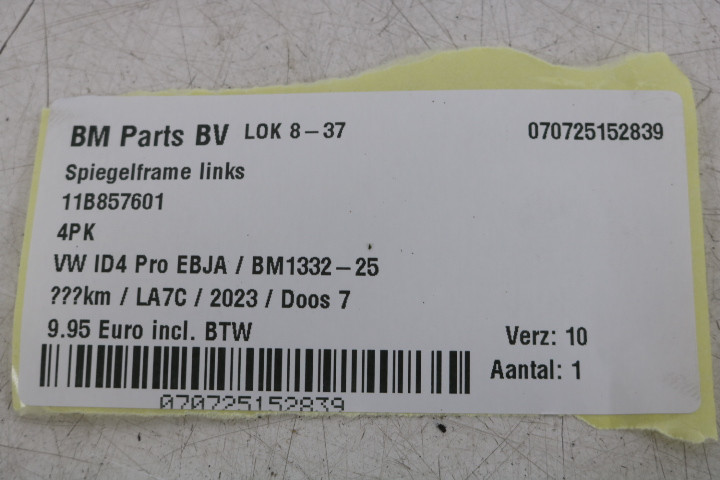 BM Parts BV LOK 8-37 070725152839
Spiegelframe links
11B857601
4PK
VW ID4 Pro EBJA / BM1332-25
???km / LA7C / 2023 / Doos 7
9.95 Euro incl. BTW Verz: 10
Aantal: 1
070725152839